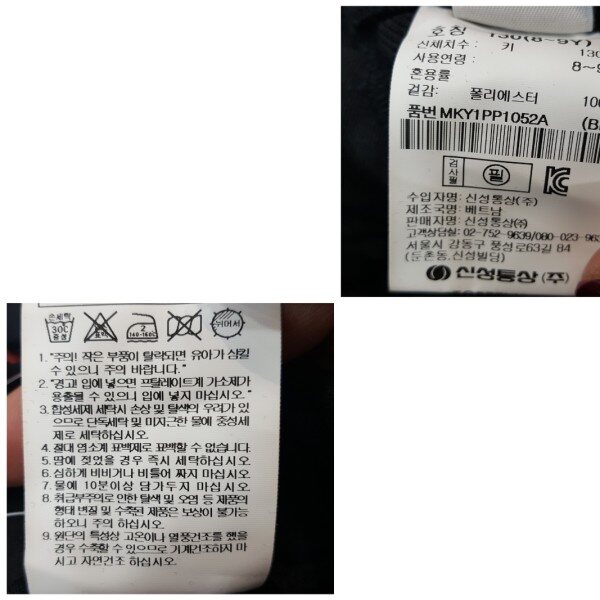 호칭 130(8~9Y)
신체치수: 키 130
사용연령: 8~9
혼용률
겉감: 폴리에스터 100
품번 MKY1PP1052A (B
검사필 필
수입자명: 신성통상(주)
제조국명: 베트남
판매자명: 신성통상㈜
고객상담실: 02-752-9639/080-023-963
서울시 강동구 풍성로63길 84
(둔촌동,신성빌딩)
신성통상(주)
손세탁
30℃
중성
표백
2
140~160℃
뉘어서
1. "주의! 작은 부품이 탈락되면 유아가 삼킬
수 있으니 주의 바랍니다."
2. "경고! 입에 넣으면 프탈레이트계 가소제가
용출될 수 있으니 입에 넣지 마십시오."
3. 합성세제 세탁시 손상 및 탈색의 우려가 있
으므로 단독세탁 및 미지근한 물에 중성세
제로 세탁하십시오.
4. 절대 염소계 표백제로 표백할 수 없습니다.
5. 땀에 젖었을 경우 즉시 세탁하십시오.
6. 심하게 비비거나 비틀어 짜지 마십시오.
7. 물에 10분이상 담가두지 마십시오.
8. 취급부주의로 인한 탈색 및 오염 등 제품의
형태 변질 및 수축된 제품은 보상이 불가능
하오니 주의 하십시오.
9. 원단의 특성상 고온이나 열풍건조를 했을
경우 수축할 수 있으므로 기계건조하지 마
시고 자연건조 하십시오.